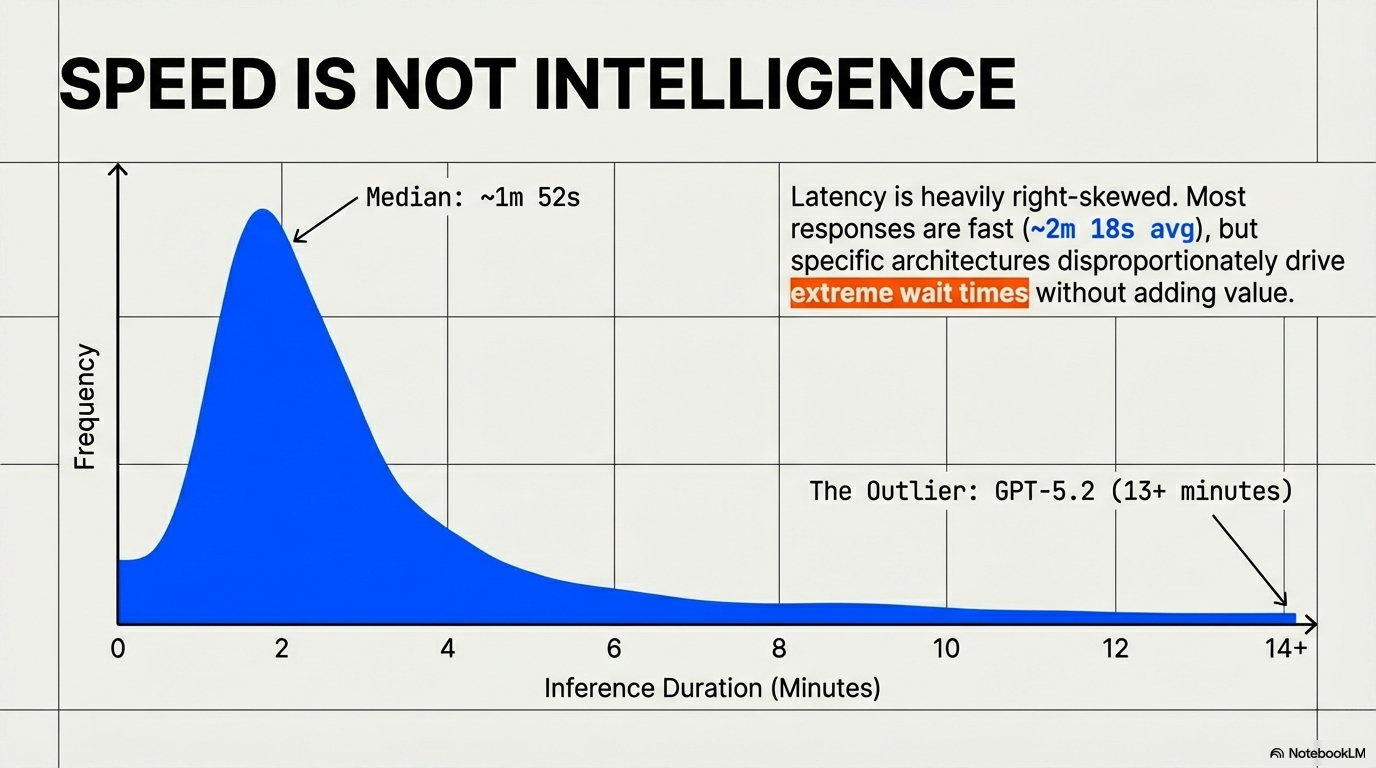 SPEED IS NOT INTELLIGENCE
Median: ~1m 52s
Latency is heavily right-skewed. Most
responses are fast (~2m 18s avg), but
specific architectures disproportionately drive
extreme wait times without adding value.
Frequency
The Outlier: GPT-5.2 (13+ minutes)
0 2 4 6 8 10 12 14+
Inference Duration (Minutes)
NotebookLM